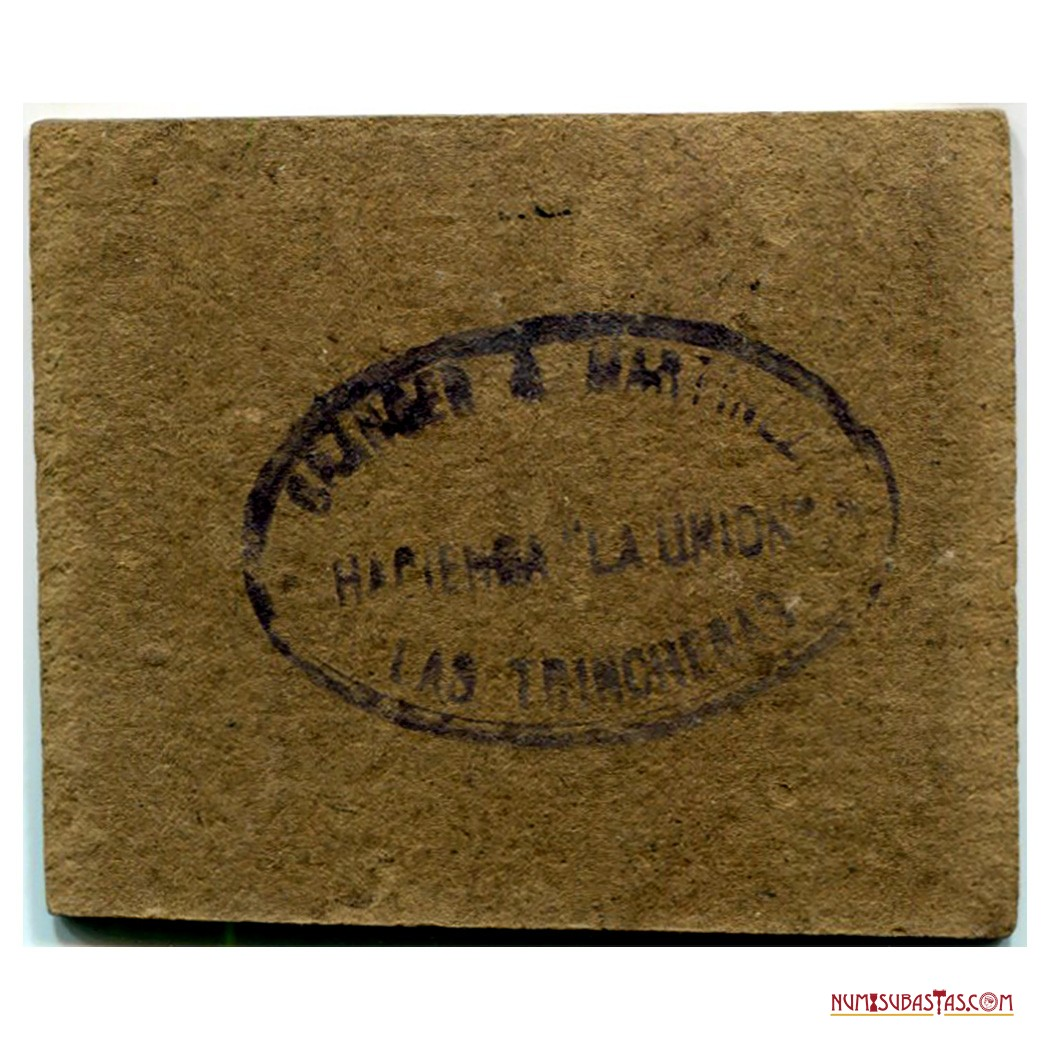 & 
HACIENDA "LA UNION"
LAS TRINCHERAS
NUMISUBASTAS.COM